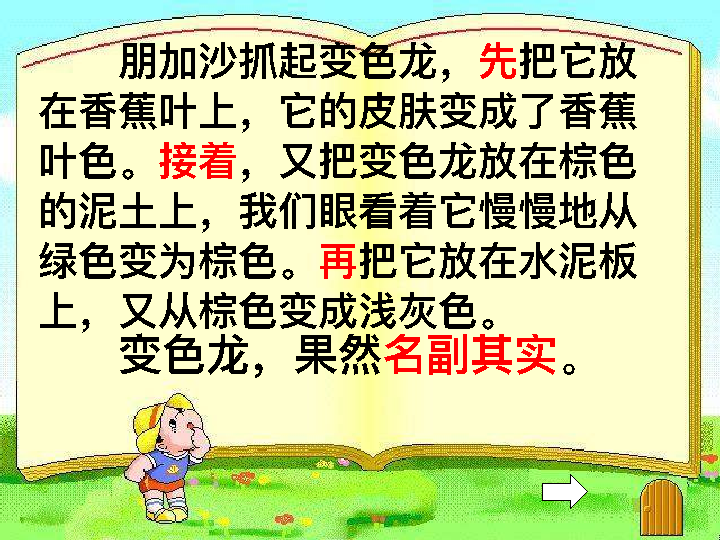 朋加沙抓起变色龙，先把它放
在香蕉叶上，它的皮肤变成了香蕉
叶色。接着，又把变色龙放在棕色
的泥土上，我们眼看着它慢慢地从
绿色变为棕色。再把它放在水泥板
上，又从棕色变成浅灰色。
变色龙，果然名副其实。